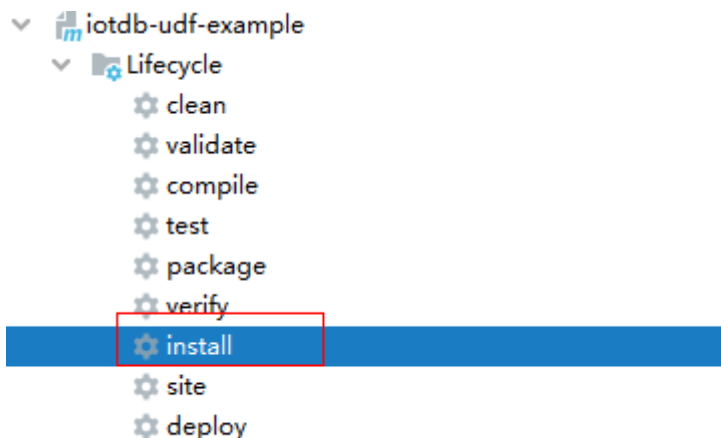 iotdb-udf-example
Lifecycle
clean
validate
compile
test
package
verify
install
site
deploy